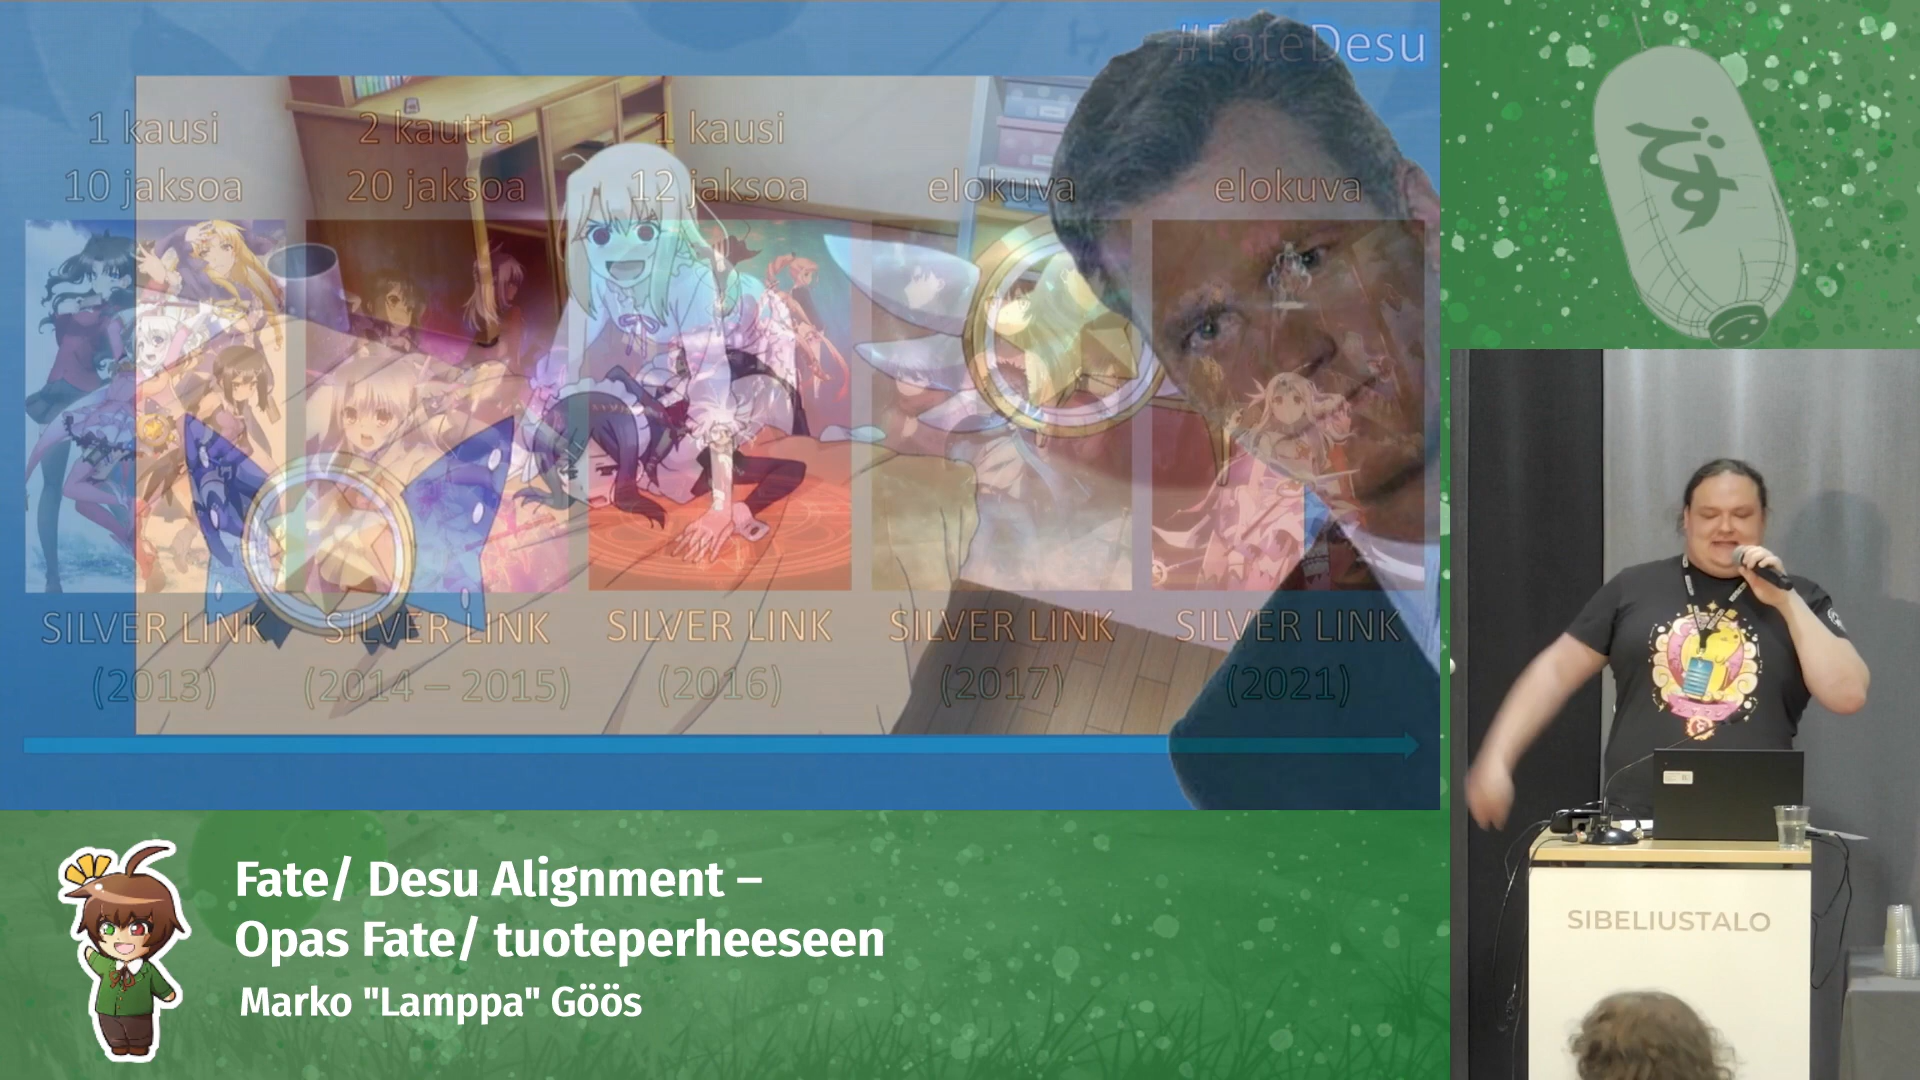 #FateDesu
1 kausi
10 jaksoa
2 kautta
20 jaksoa
1 kausi
12 jaksoa
elokuva
elokuva
SILVER LINK
(2013)
SILVER LINK
(2014 – 2015)
SILVER LINK
(2016)
SILVER LINK
(2017)
SILVER LINK
(2021)
です
SIBELIUSTALO
Fate/ Desu Alignment –
Opas Fate/ tuoteperheeseen
Marko "Lamppa" Göös